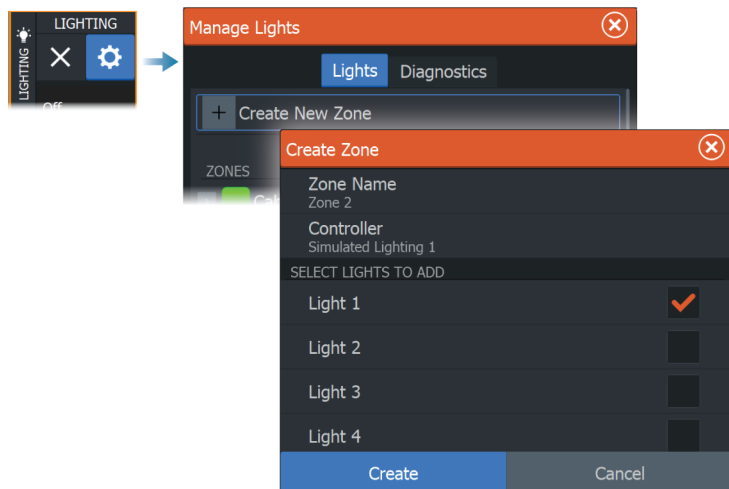 LIGHTING
LIGHTING
Off
Manage Lights
Lights Diagnostics
Create New Zone
ZONES
Create Zone
Zone Name
Zone 2
Controller
Simulated Lighting 1
SELECT LIGHTS TO ADD
Light 1
Light 2
Light 3
Light 4
Create Cancel